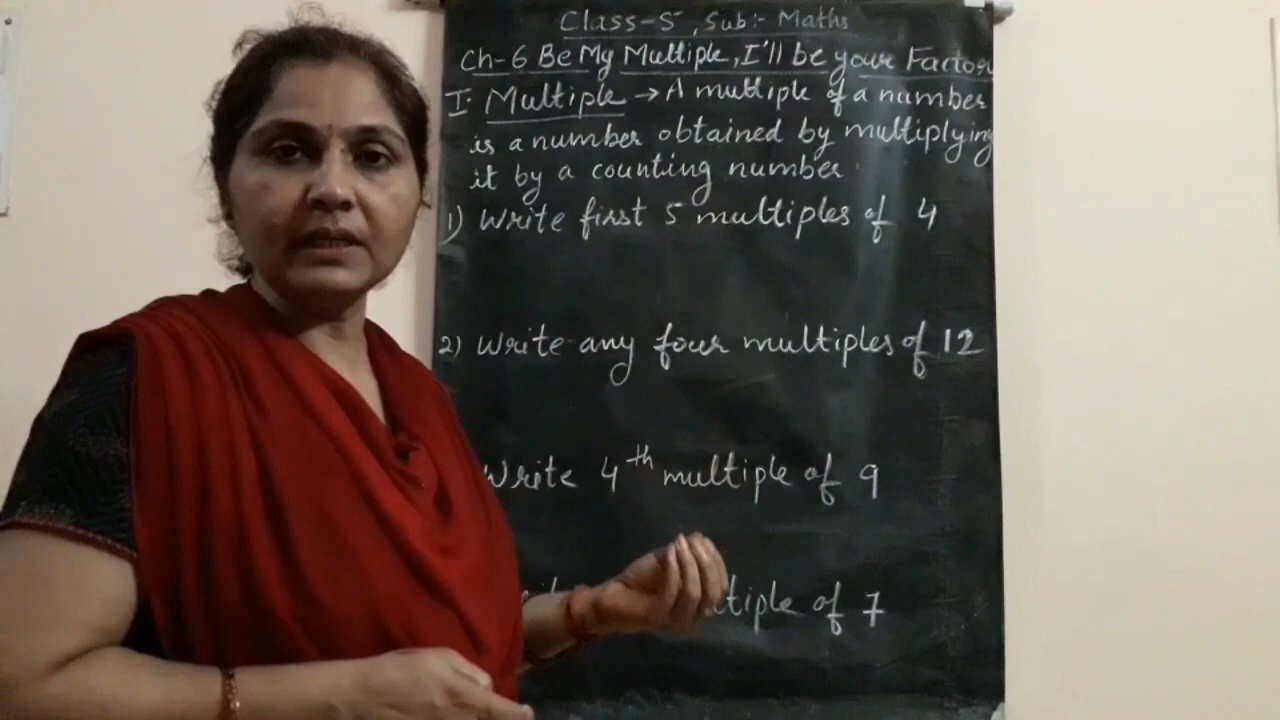 Class-5, Sub:- Maths
Ch-6 Be My Multiple, I'll be your Factor
I. Multiple → A multiple of a number
is a number obtained by multiplying
it by a counting number.
1) Write first 5 multiples of 4
2) Write any four multiples of 12
Write 4th multiple of 9
of 7